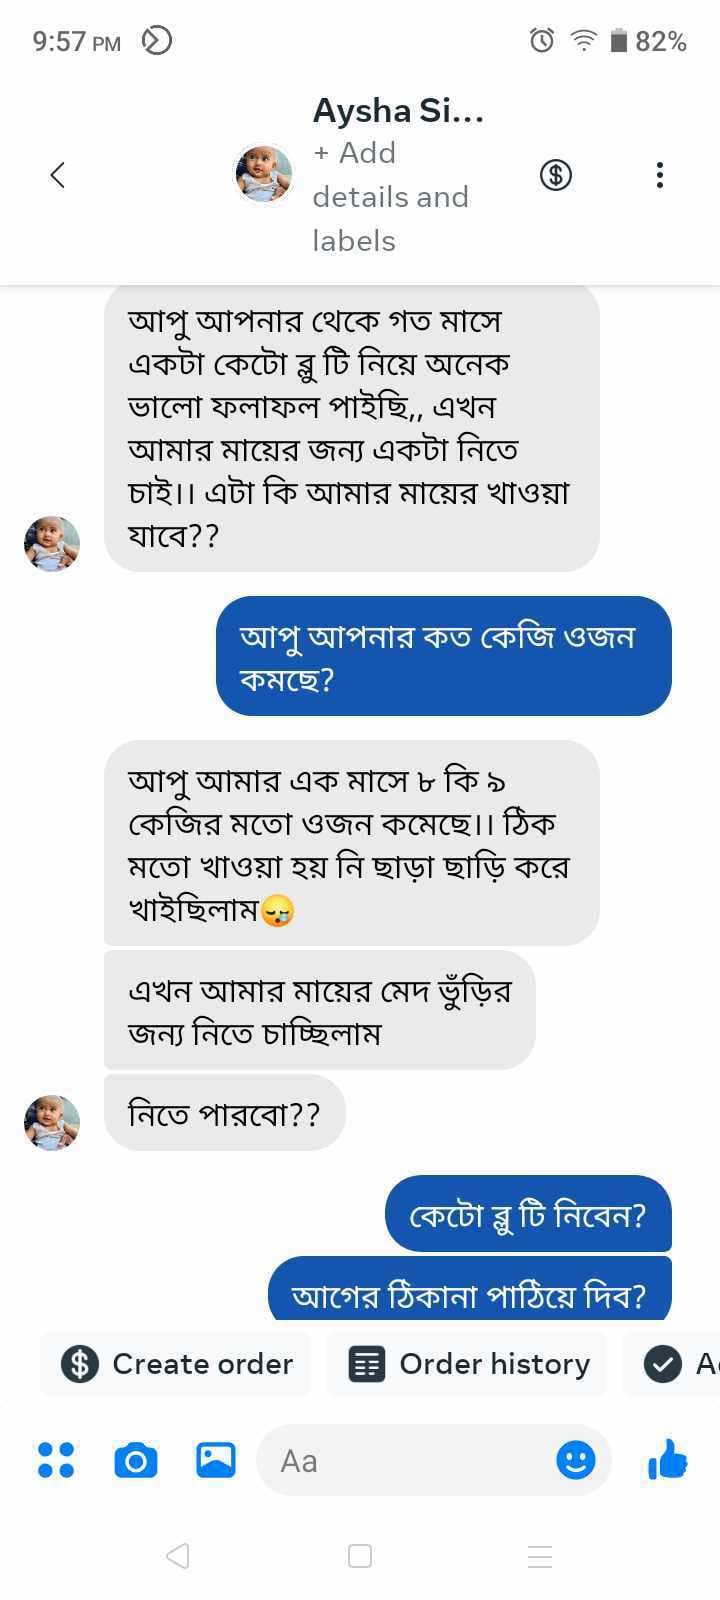 9:57 PM
82%
Aysha Si...
+ Add
details and
labels
আপু আপনার থেকে গত মাসে
একটা কেটো ব্লু টি নিয়ে অনেক
ভালো ফলাফল পাইছি,, এখন
আমার মায়ের জন্য একটা নিতে
চাই।। এটা কি আমার মায়ের খাওয়া
যাবে??
আপু আপনার কত কেজি ওজন
কমছে?
আপু আমার এক মাসে ৮ কি ৯
কেজির মতো ওজন কমেছে।। ঠিক
মতো খাওয়া হয় নি ছাড়া ছাড়ি করে
খাইছিলাম😪
এখন আমার মায়ের মেদ ভুঁড়ির
জন্য নিতে চাচ্ছিলাম
নিতে পারবো??
কেটো ব্লু টি নিবেন?
আগের ঠিকানা পাঠিয়ে দিব?
Create order
Order history
Aa